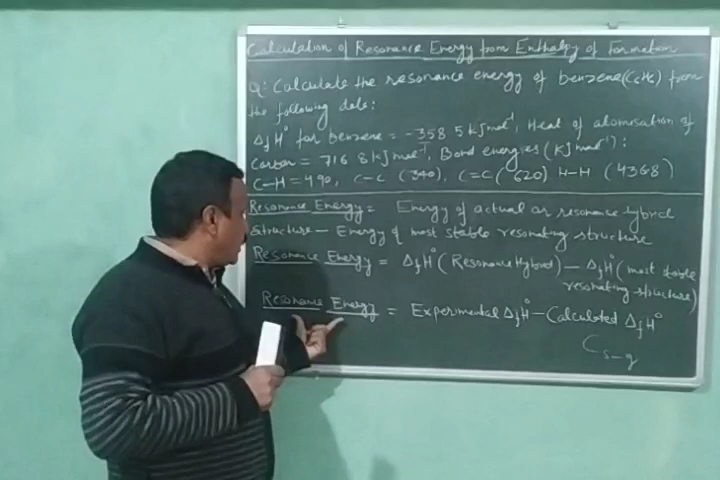 Calculation of Resonance Energy from Enthalpy of Formation
Q: Calculate the resonance energy of benzene (C6H6) from
the following data:
ΔfH° for benzene = -358 5 kJ mol⁻¹, Heat of atomisation of
Carbon = 716 8 kJ mol⁻¹, Bond energies (kJ mol⁻¹):
C-H = 490, C-C (340), C=C (620) H-H (436 8)
Resonance Energy = Energy of actual or resonance hybrid
structure - Energy of most stable resonating structure
Resonance Energy = ΔfH° (Resonance Hybrid) - ΔfH° (most stable
resonating structure)
Resonance Energy = Experimental ΔfH° - Calculated ΔfH°
C s-g